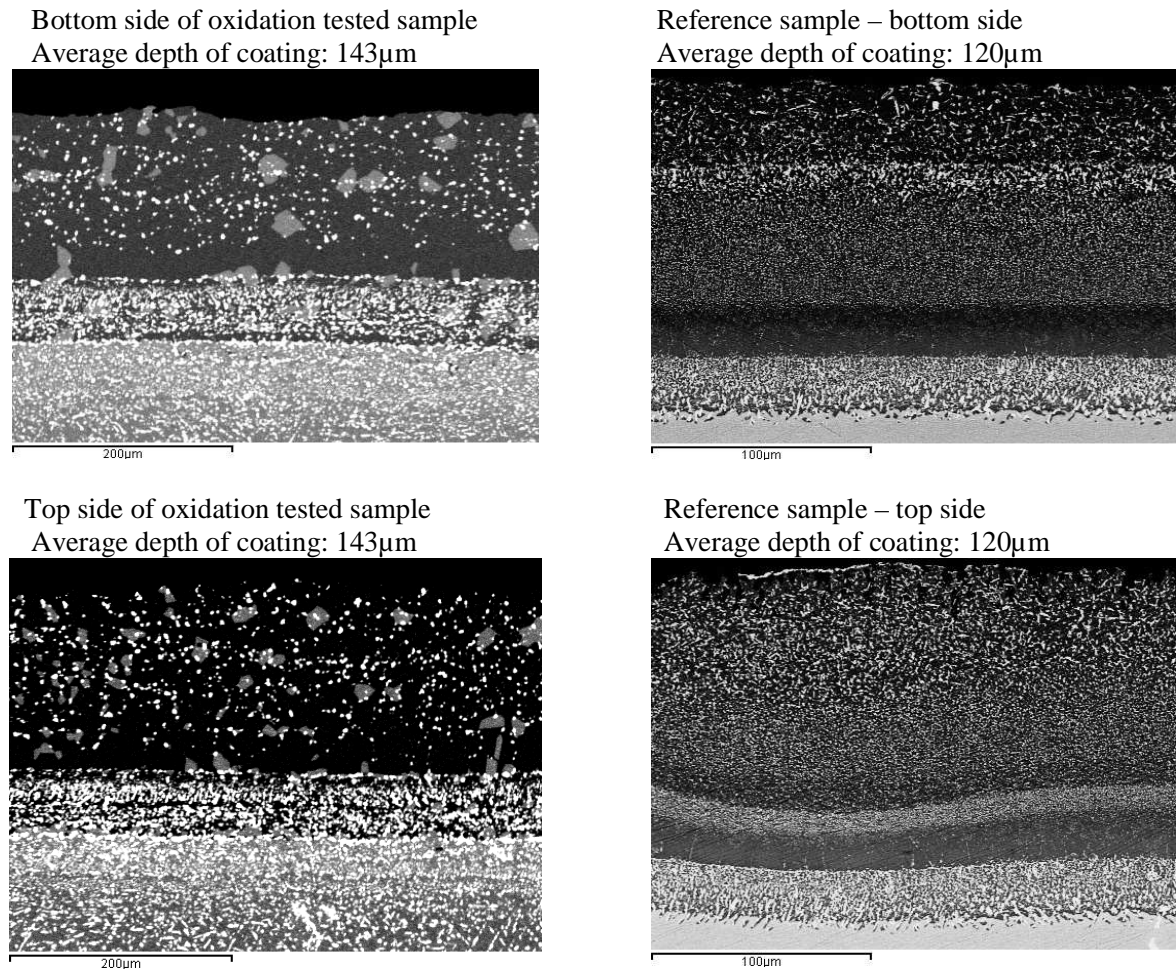 Bottom side of oxidation tested sample
Average depth of coating: 143µm
Reference sample – bottom side
Average depth of coating: 120µm
200µm
100µm
Top side of oxidation tested sample
Average depth of coating: 143µm
Reference sample – top side
Average depth of coating: 120µm
200µm
100µm